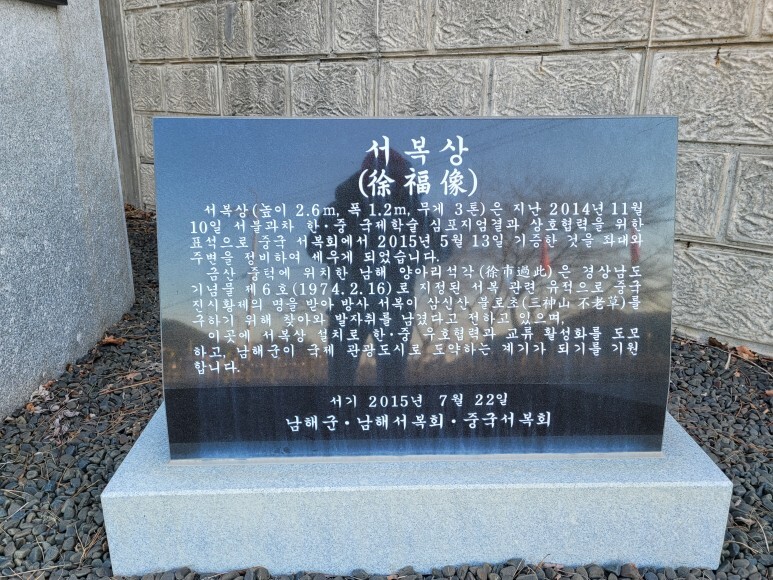 서복상
(徐福像)
서복상(높이 2.6m, 폭 1.2m, 무게 3톤)은 지난 2014년 11월
10일 서불과차 한·중 국제학술 심포지엄결과 상호협력을 위한
표석으로 중국 서복회에서 2015년 5월 13일 기증한 것을 좌대와
주변을 정비하여 세우게 되었습니다.
금산 중턱에 위치한 남해 양아리석각(徐市過此)은 경상남도
기념물 제6호(1974.2.16)로 지정된 서복 관련 유적으로 중국
진시황제의 명을 받아 방사 서복이 삼신산 불로초(三神山 不老草)를
구하기 위해 찾아와 발자취를 남겼다고 전하고 있으며,
이곳에 서복상 설치로 한·중 우호협력과 교류 활성화를 도모
하고, 남해군이 국제 관광도시로 도약하는 계기가 되기를 기원
합니다.
서기 2015년 7월 22일
남해군·남해서복회·중국서복회